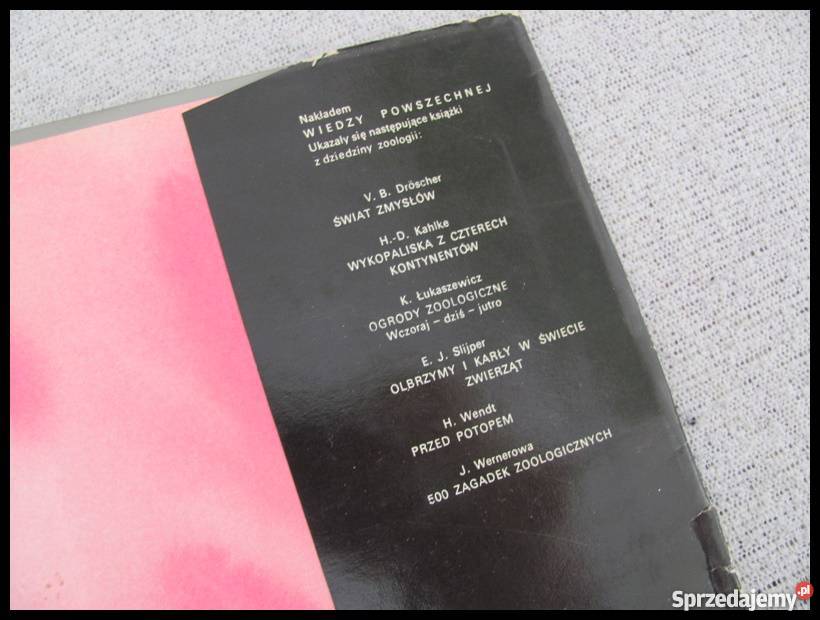 Nakładem
WIEDZY POWSZECHNEJ
Ukazały się następujące książki
z dziedziny zoologii:
V. B. Dröscher
ŚWIAT ZMYSŁÓW
H.-D. Kahlke
WYKOPALISKA Z CZTERECH
KONTYNENTÓW
K. Łukaszewicz
OGRODY ZOOLOGICZNE
Wczoraj – dziś – jutro
E. J. Slijper
OLBRZYMY I KARŁY W ŚWIECIE
ZWIERZĄT
H. Wendt
PRZED POTOPEM
J. Wernerowa
500 ZAGADEK ZOOLOGICZNYCH
Sprzedajemy.pl